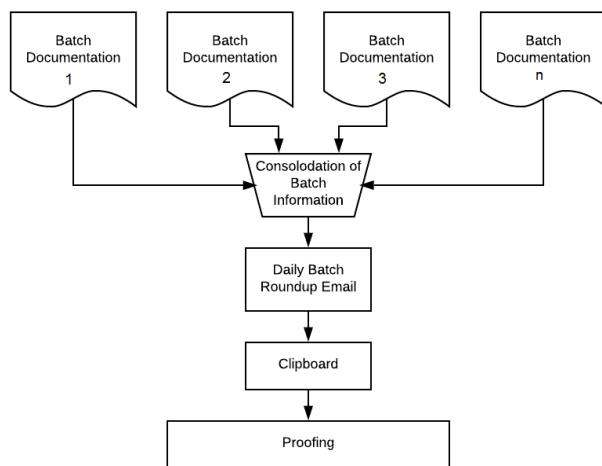 Batch
Documentation
1
Batch
Documentation
2
Batch
Documentation
3
Batch
Documentation
n
Consolodation of
Batch
Information
Daily Batch
Roundup Email
Clipboard
Proofing